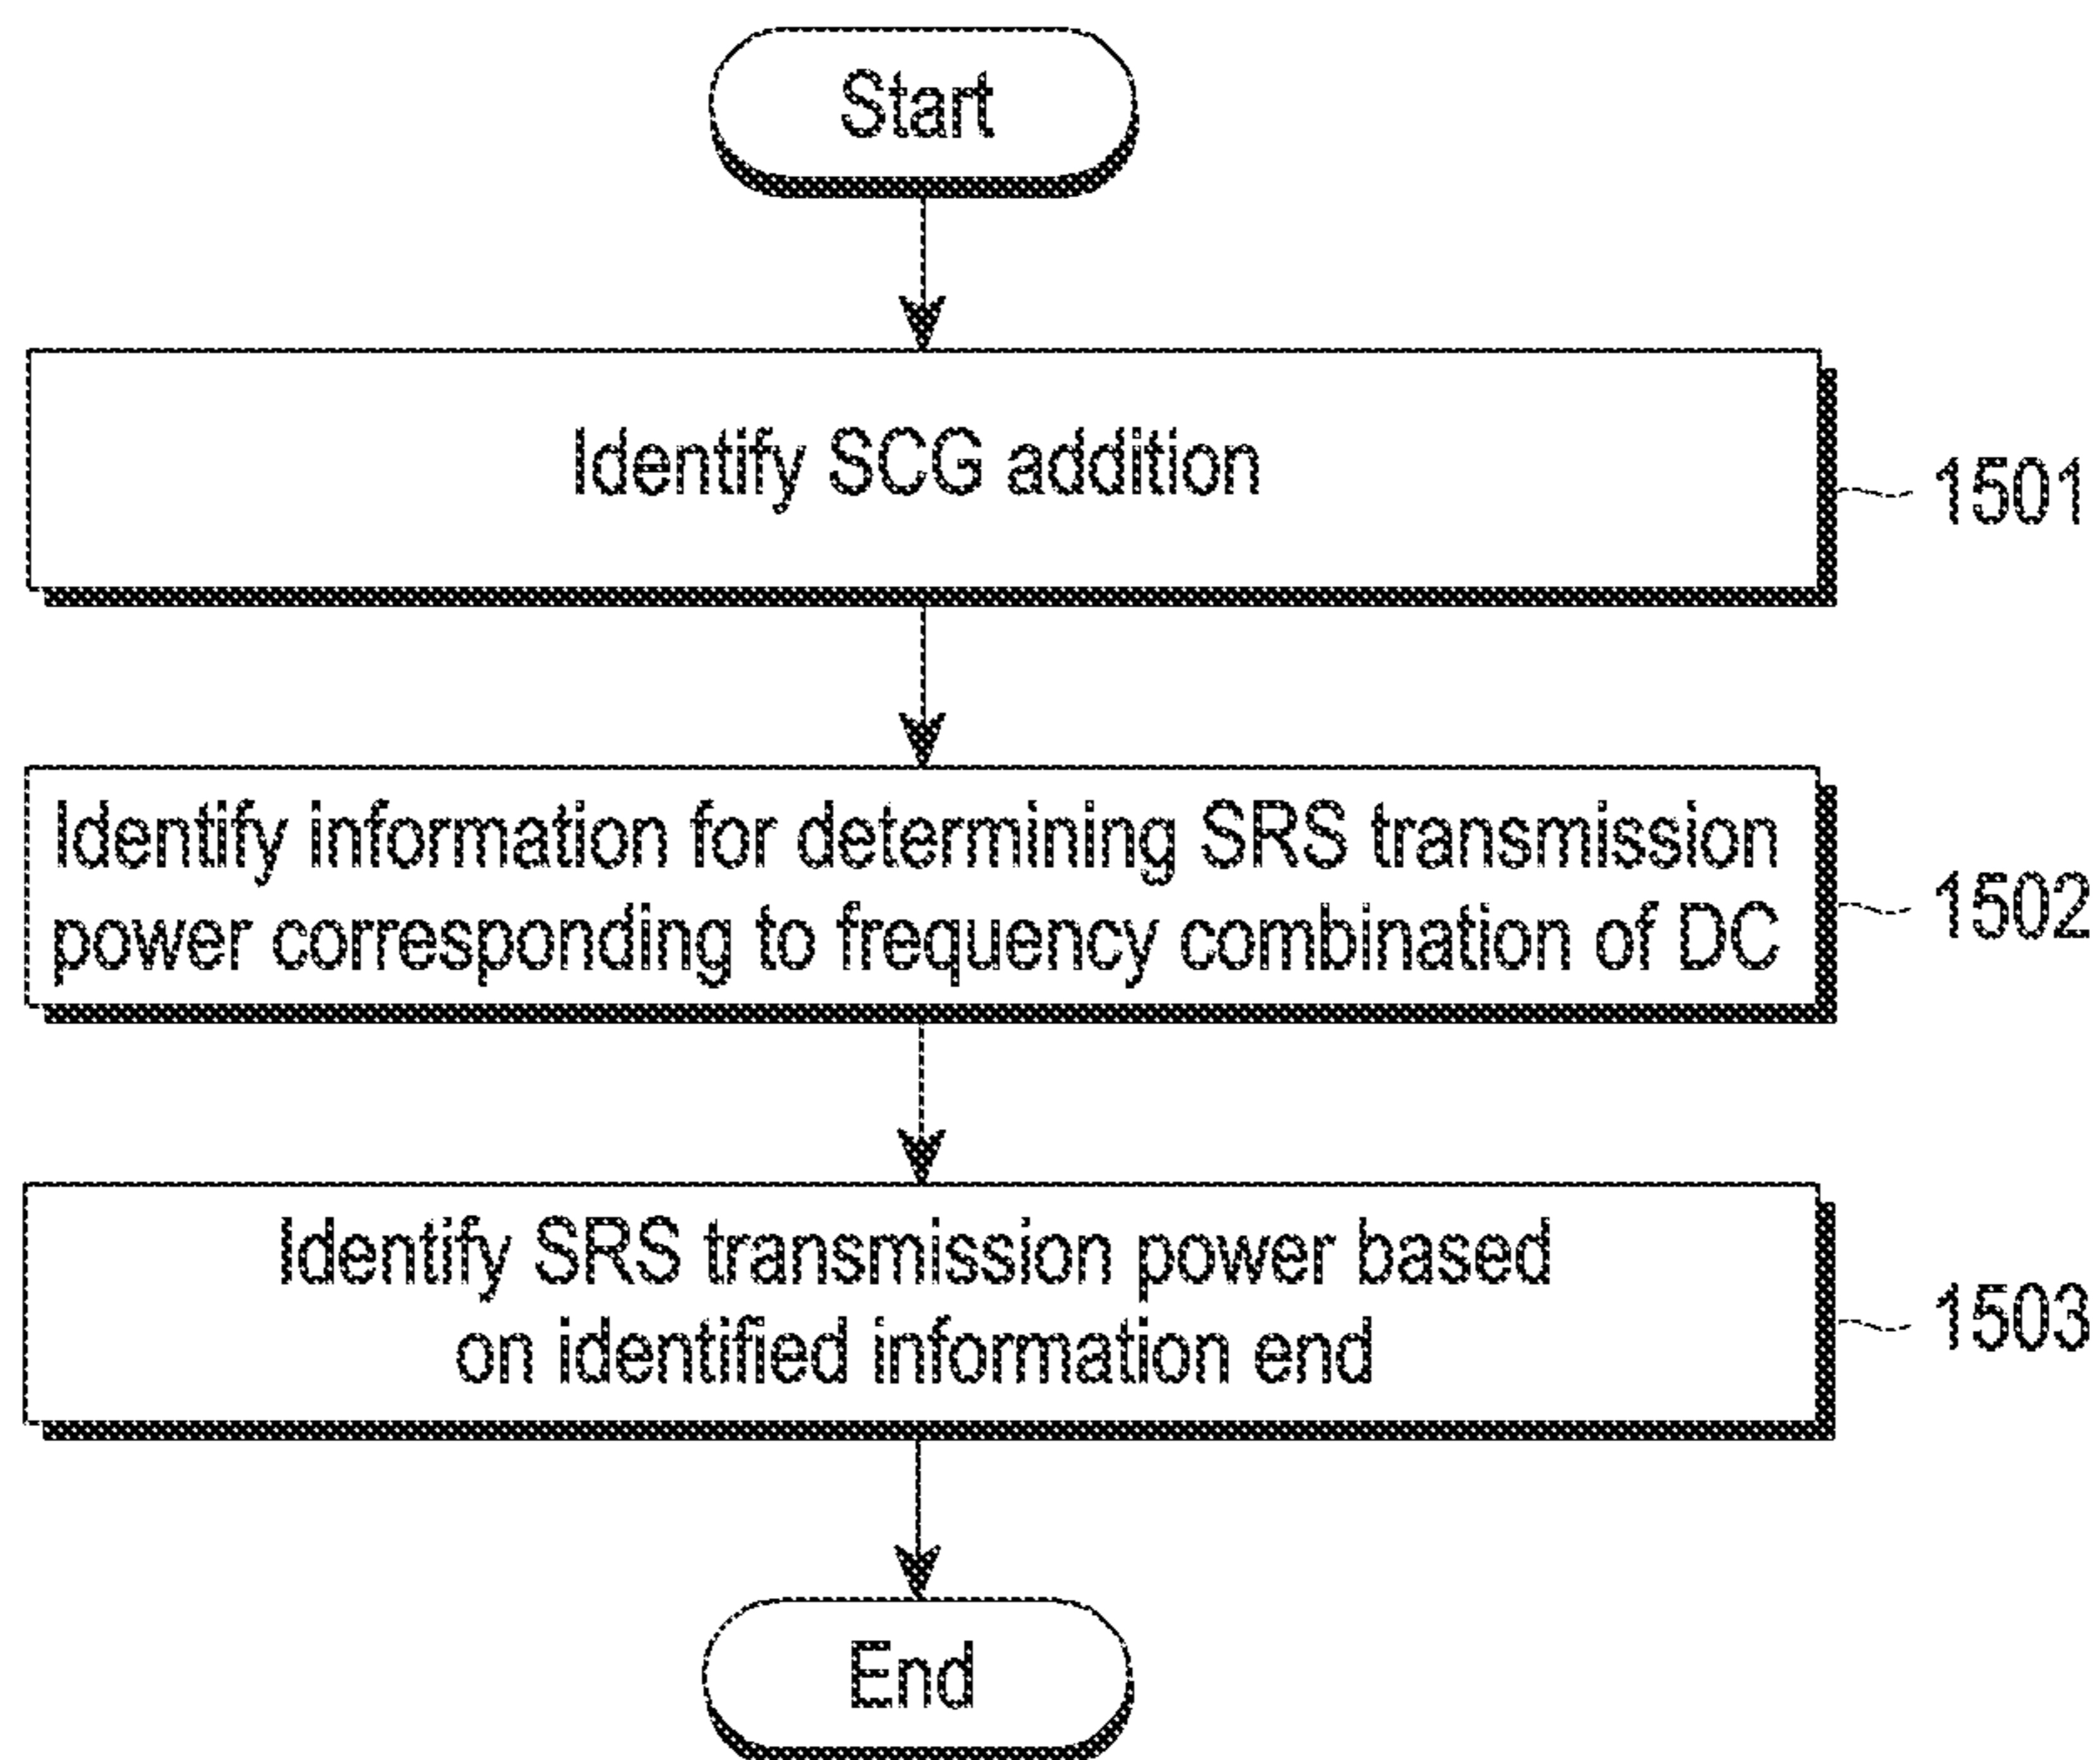 Start
Identify SCG addition
1501
Identify information for determining SRS transmission
power corresponding to frequency combination of DC
1502
Identify SRS transmission power based
on identified information end
1503
End